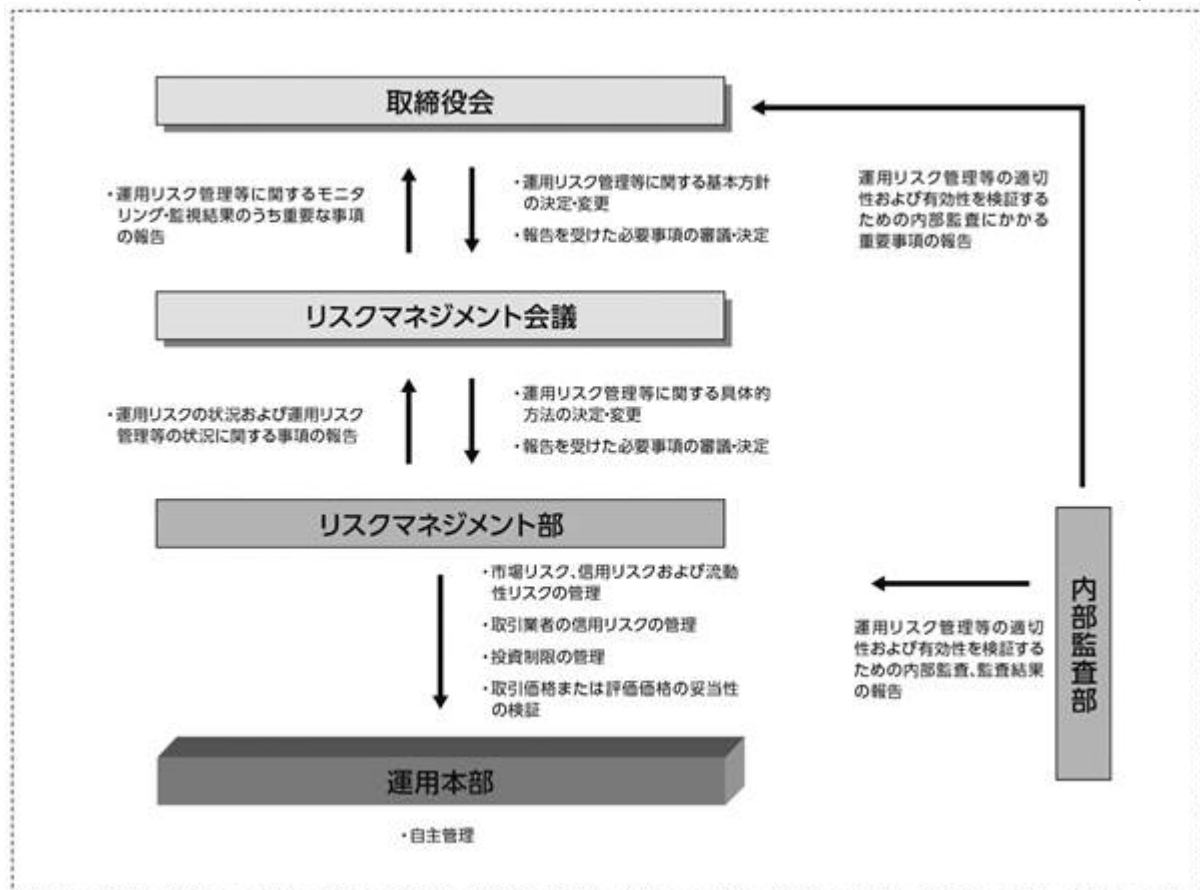 取締役会
・運用リスク管理等に関するモニタ
リング・監視結果のうち重要な事項
の報告
・運用リスク管理等に関する基本方針
の決定・変更
・報告を受けた必要事項の審議・決定
運用リスク管理等の適切
性および有効性を検証する
ための内部監査にかかる
重要事項の報告
リスクマネジメント会議
・運用リスクの状況および運用リスク
管理等の状況に関する事項の報告
・運用リスク管理等に関する具体的
方法の決定・変更
・報告を受けた必要事項の審議・決定
リスクマネジメント部
・市場リスク、信用リスクおよび流動
性リスクの管理
・取引業者の信用リスクの管理
・投資制限の管理
・取引価格または評価価格の妥当性
の検証
運用リスク管理等の適切
性および有効性を検証する
ための内部監査、監査結果
の報告
内部監査部
運用本部
・自主管理